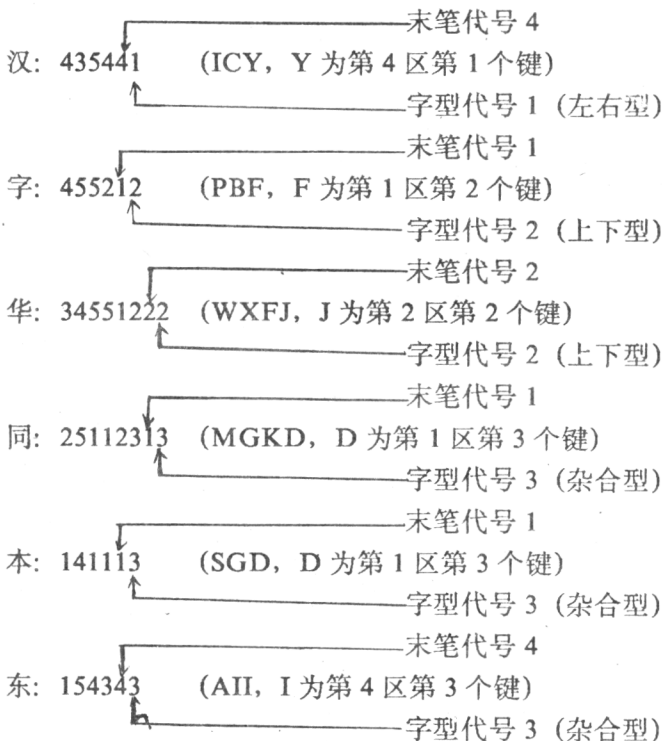 末笔代号 4
汉: 435441 (ICY, Y 为第 4 区第 1 个键)
字型代号 1 (左右型)
末笔代号 1
字: 455212 (PBF, F 为第 1 区第 2 个键)
字型代号 2 (上下型)
末笔代号 2
华: 34551222 (WXFJ, J 为第 2 区第 2 个键)
字型代号 2 (上下型)
末笔代号 1
同: 25112313 (MGKD, D 为第 1 区第 3 个键)
字型代号 3 (杂合型)
末笔代号 1
本: 141113 (SGD, D 为第 1 区第 3 个键)
字型代号 3 (杂合型)
末笔代号 4
东: 154343 (AII, I 为第 4 区第 3 个键)
字型代号 3 (杂合型)